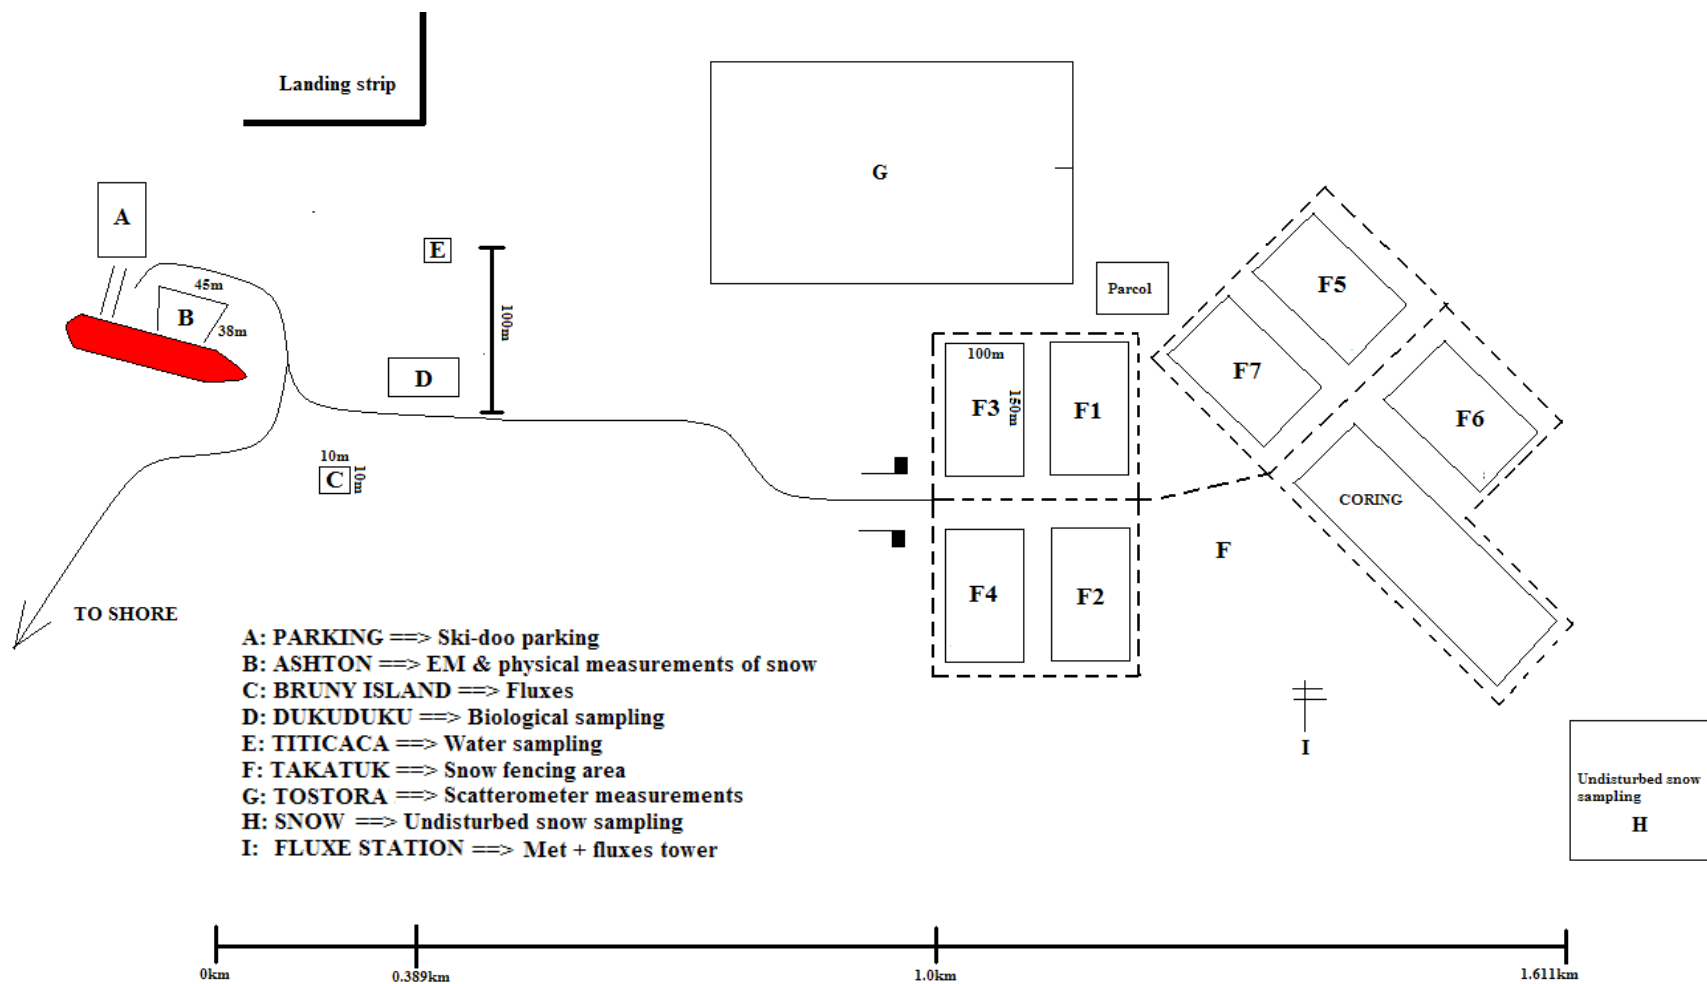 Landing strip
G
A
E
45m
B
38m
100m
Parcol
F5
D
F7
100m
F3
150m
F1
F6
10m
C
10m
CORING
F
F4
F2
TO SHORE
A: PARKING ==> Ski-doo parking
B: ASHTON ==> EM & physical measurements of snow
C: BRUNY ISLAND ==> Fluxes
D: DUKUDUKU ==> Biological sampling
E: TITICACA ==> Water sampling
F: TAKATUK ==> Snow fencing area
G: TOSTORA ==> Scatterometer measurements
H: SNOW ==> Undisturbed snow sampling
I: FLUXE STATION ==> Met + fluxes tower
I
Undisturbed snow
sampling
H
0km
0.389km
1.0km
1.611km